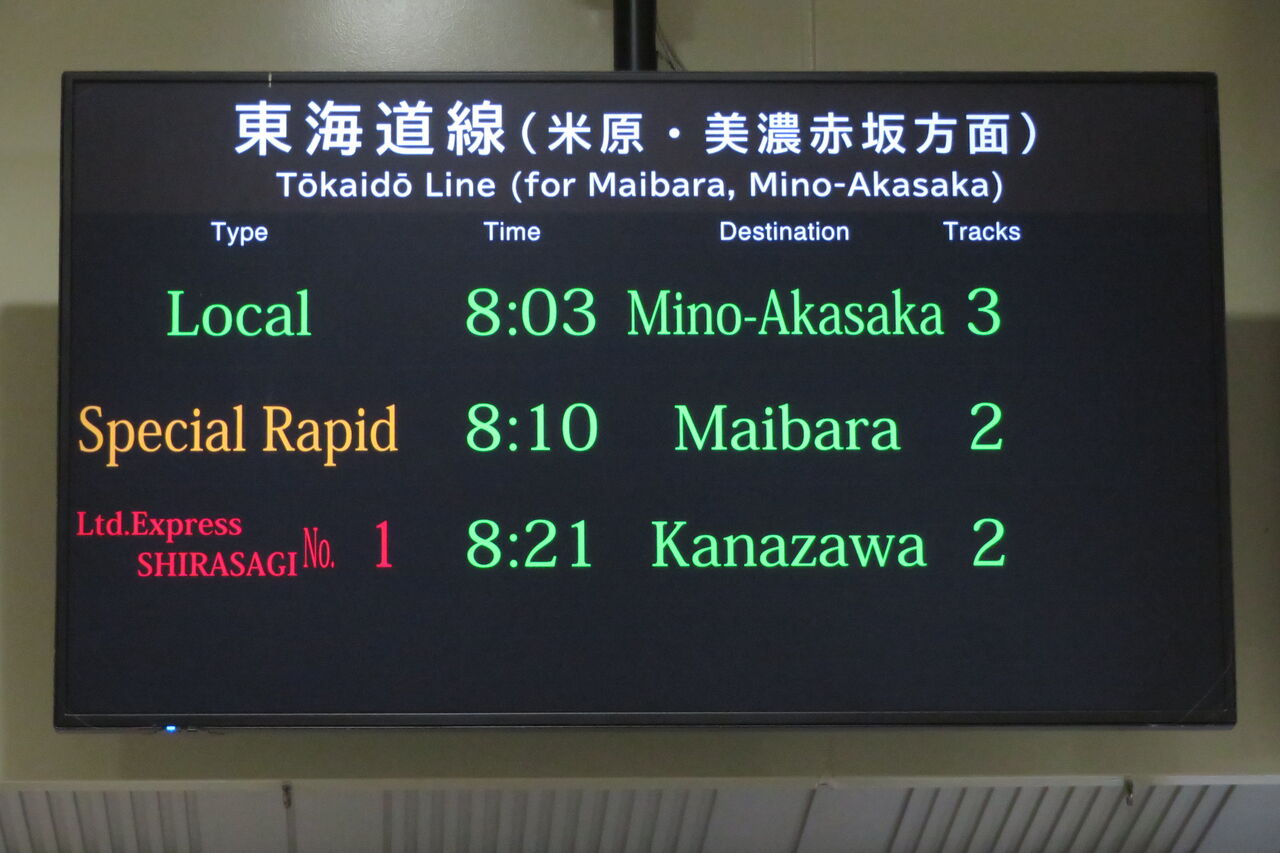 東海道線(米原・美濃赤坂方面)
Tōkaidō Line (for Maibara, Mino-Akasaka)
Type Time Destination Tracks
Local 8:03 Mino-Akasaka 3
Special Rapid 8:10 Maibara 2
Ltd.Express
SHIRASAGI No. 1 8:21 Kanazawa 2